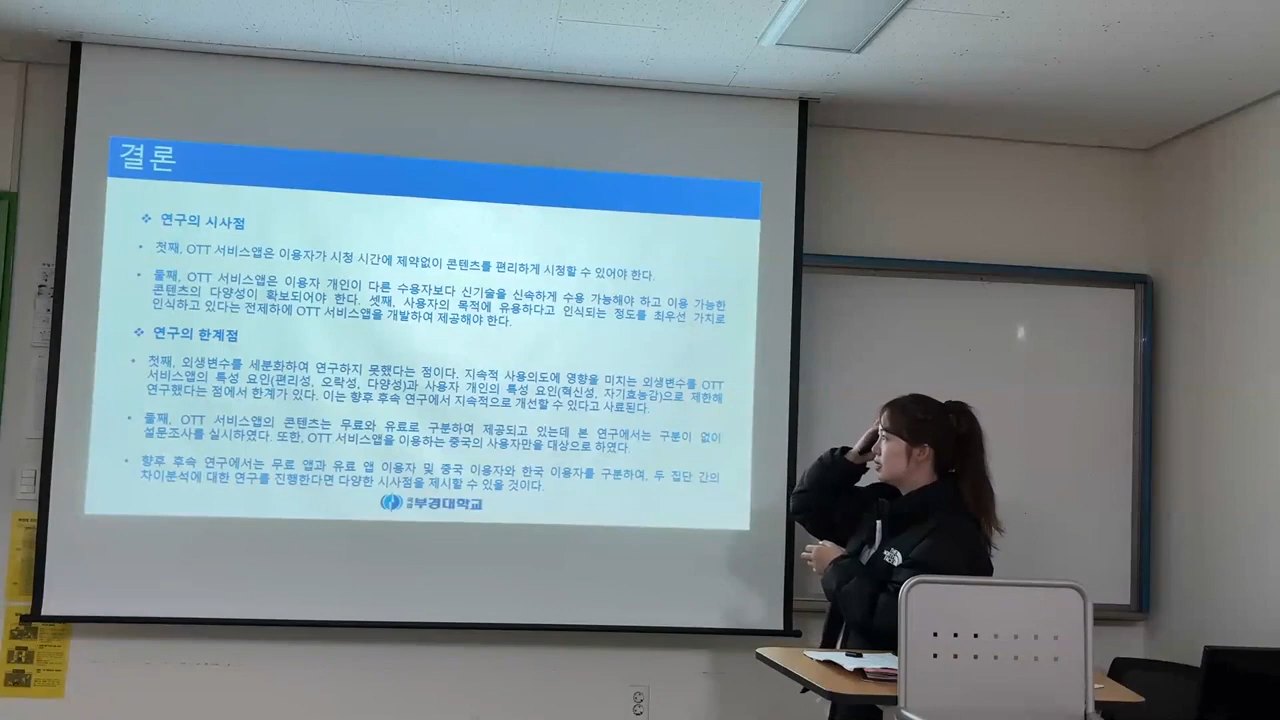 결론
❖ 연구의 시사점
• 첫째, OTT 서비스앱은 이용자가 시정 시간에 제약없이 콘텐츠를 편리하게 시정할 수 있어야 한다.
• 둘째, OTT 서비스앱은 이용자 개인이 다른 수용자보다 신기술을 신속하게 수용 가능해야 하고 이용 가능한
콘텐츠의 다양성이 확보되어야 한다. 셋째, 사용자의 목적에 유용하다고 인식되는 정도를 최우선 가치로
인식하고 있다는 전제하에 OTT 서비스앱을 개발하여 제공해야 한다.
❖ 연구의 한계점
• 첫째, 외생변수를 세분화하여 연구하지 못했다는 점이다. 지속적 사용의도에 영향을 미치는 외생변수를 OTT
서비스앱의 특성 요인(편리성, 오락성, 다양성)과 사용자 개인의 특성 요인(혁신성, 자기효능감)으로 제한해
연구했다는 점에서 한계가 있다. 이는 향후 후속 연구에서 지속적으로 개선할 수 있다고 사료된다.
• 둘째, OTT 서비스앱의 콘텐츠는 무료와 유료로 구분하여 제공되고 있는데 본 연구에서는 구분이 없이
설문조사를 실시하였다. 또한, OTT 서비스앱을 이용하는 중국의 사용자만을 대상으로 하였다.
• 향후 후속 연구에서는 무료 앱과 유료 앱 이용자 및 중국 이용자와 한국 이용자를 구분하여, 두 집단 간의
차이분석에 대한 연구를 진행한다면 다양한 시사점을 제시할 수 있을 것이다.
부경대학교
THE NORTH FACE